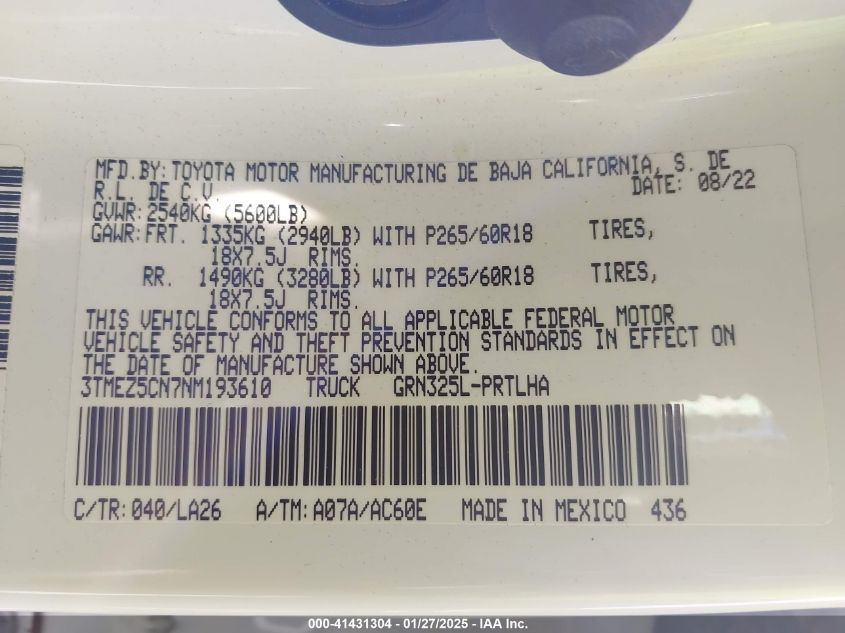 MFD.BY:TOYOTA MOTOR MANUFACTURING DE BAJA CALIFORNIA, S. DE
R.L. DE C.V. DATE: 08/22
GVWR:2540KG (5600LB)
GAWR:FRT. 1335KG (2940LB) WITH P265/60R18 TIRES,
18X7.5J RIMS.
RR. 1490KG (3280LB) WITH P265/60R18 TIRES,
18X7.5J RIMS.
THIS VEHICLE CONFORMS TO ALL APPLICABLE FEDERAL MOTOR
VEHICLE SAFETY AND THEFT PREVENTION STANDARDS IN EFFECT ON
THE DATE OF MANUFACTURE SHOWN ABOVE.
3TMEZ5CN7NM193610 TRUCK GRN325L-PRTLHA
C/TR:040/LA26 A/TM:A07A/AC60E MADE IN MEXICO 436
000-41431304 - 01/27/2025 - IAA Inc.